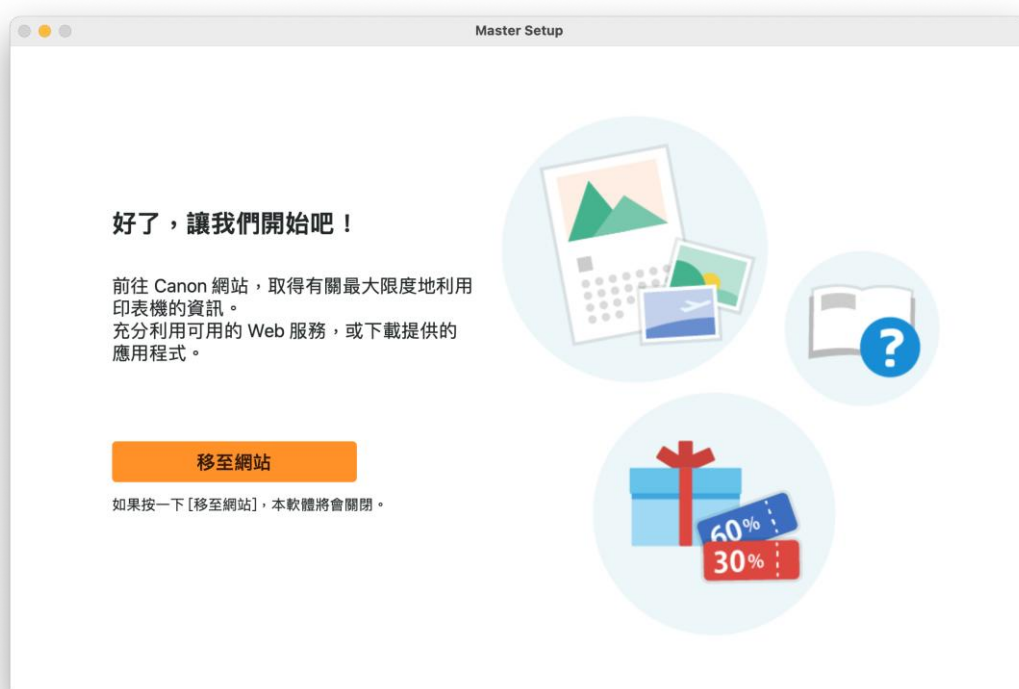 Master Setup
好了，讓我們開始吧！
前往 Canon 網站，取得有關最大限度地利用
印表機的資訊。
充分利用可用的 Web 服務，或下載提供的
應用程式。
移至網站
如果按一下 [移至網站]，本軟體將會關閉。
?
60%
30%